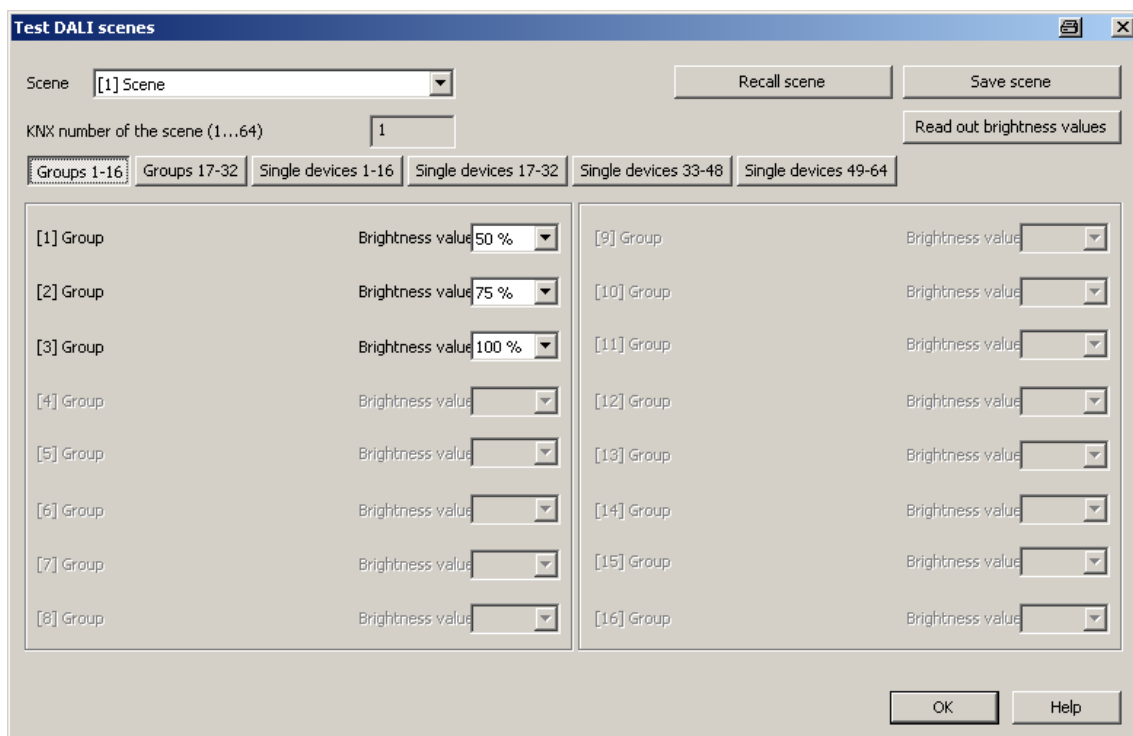 Test DALI scenes
Scene [1] Scene Recall scene Save scene
KNX number of the scene (1...64) 1 Read out brightness values
Groups 1-16 Groups 17-32 Single devices 1-16 Single devices 17-32 Single devices 33-48 Single devices 49-64
[1] Group Brightness value 50 % [9] Group Brightness value
[2] Group Brightness value 75 % [10] Group Brightness value
[3] Group Brightness value 100 % [11] Group Brightness value
[4] Group Brightness value [12] Group Brightness value
[5] Group Brightness value [13] Group Brightness value
[6] Group Brightness value [14] Group Brightness value
[7] Group Brightness value [15] Group Brightness value
[8] Group Brightness value [16] Group Brightness value
OK Help